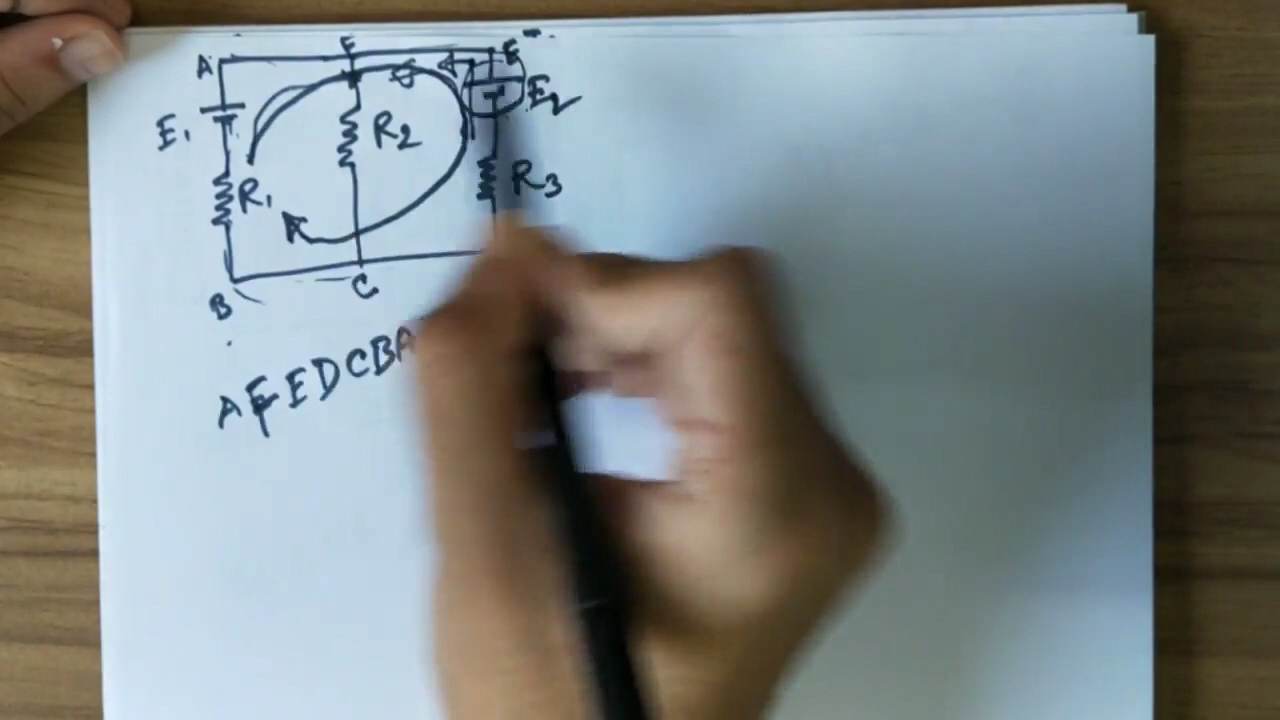 A F E
E₁ R₂ E₂
R₁ R₃
B C
AFEDCBA